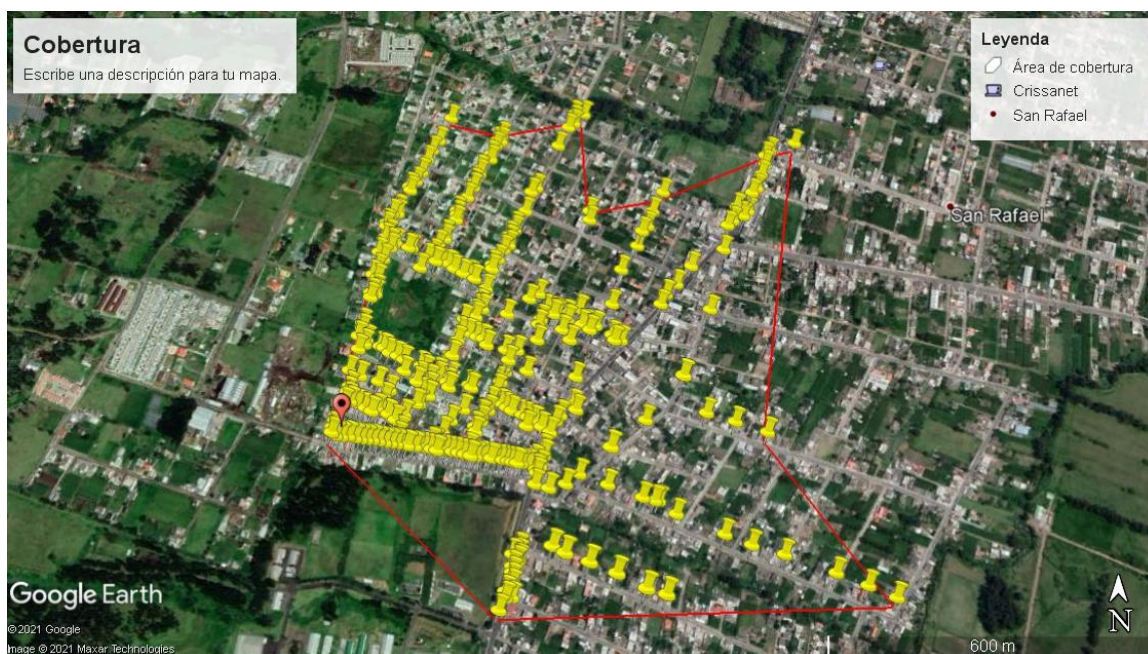 Cobertura
Escribe una descripción para tu mapa.
Leyenda
Área de cobertura
Crissanet
San Rafael
San Rafael
Google Earth
©2021 Google
Image © 2021 Maxar Technologies
N
600 m